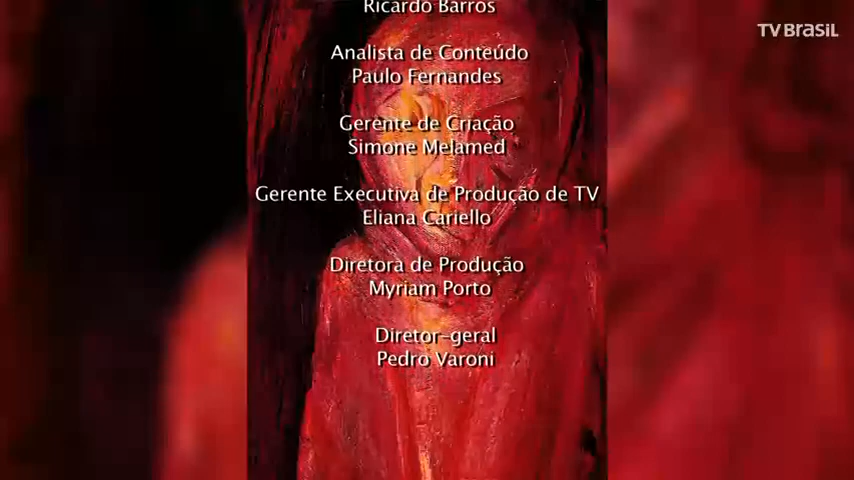 Ricardo Barros
TV BRASIL
Analista de Conteúdo
Paulo Fernandes
Gerente de Criação
Simone Melamed
Gerente Executiva de Produção de TV
Eliana Cariello
Diretora de Produção
Myriam Porto
Diretor-geral
Pedro Varoni